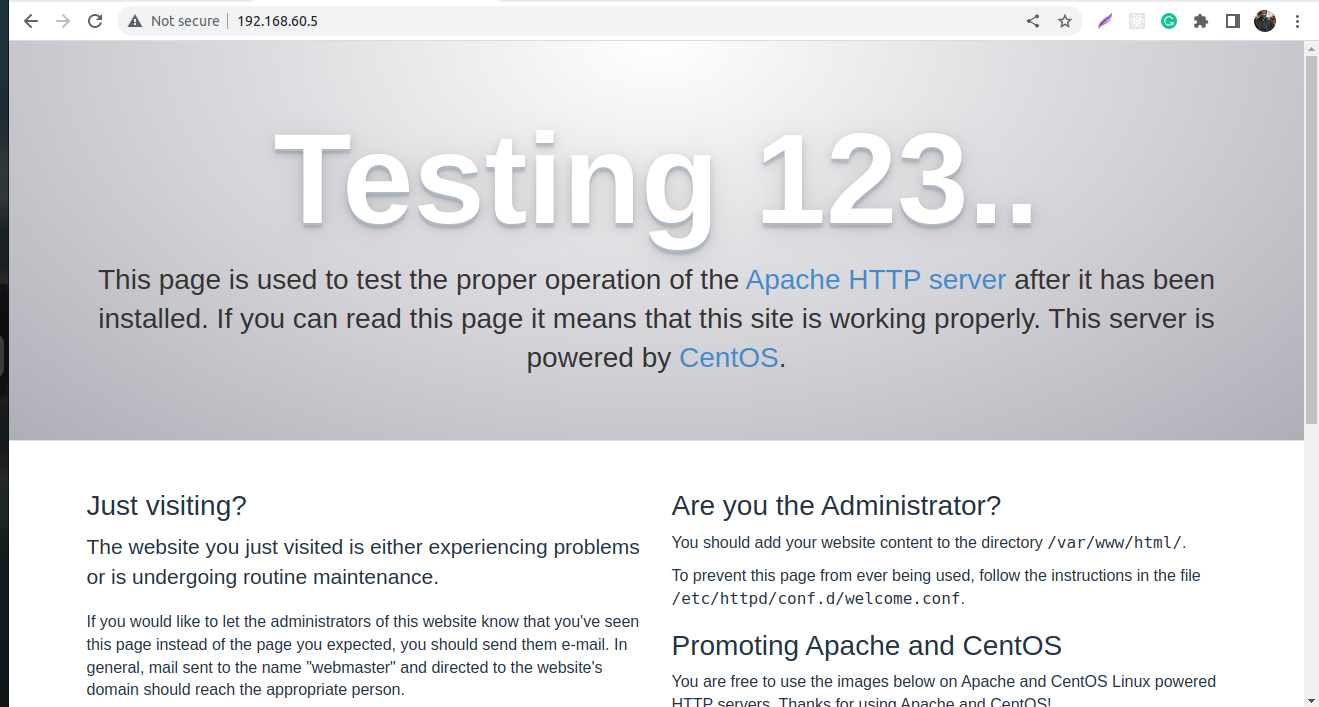 Not secure | 192.168.60.5
Testing 123..
This page is used to test the proper operation of the Apache HTTP server after it has been
installed. If you can read this page it means that this site is working properly. This server is
powered by CentOS.
Just visiting?
The website you just visited is either experiencing problems
or is undergoing routine maintenance.
If you would like to let the administrators of this website know that you've seen
this page instead of the page you expected, you should send them e-mail. In
general, mail sent to the name "webmaster" and directed to the website's
domain should reach the appropriate person.
Are you the Administrator?
You should add your website content to the directory /var/www/html/.
To prevent this page from ever being used, follow the instructions in the file
/etc/httpd/conf.d/welcome.conf.
Promoting Apache and CentOS
You are free to use the images below on Apache and CentOS Linux powered
HTTP servers. Thanks for using Apache and CentOS!